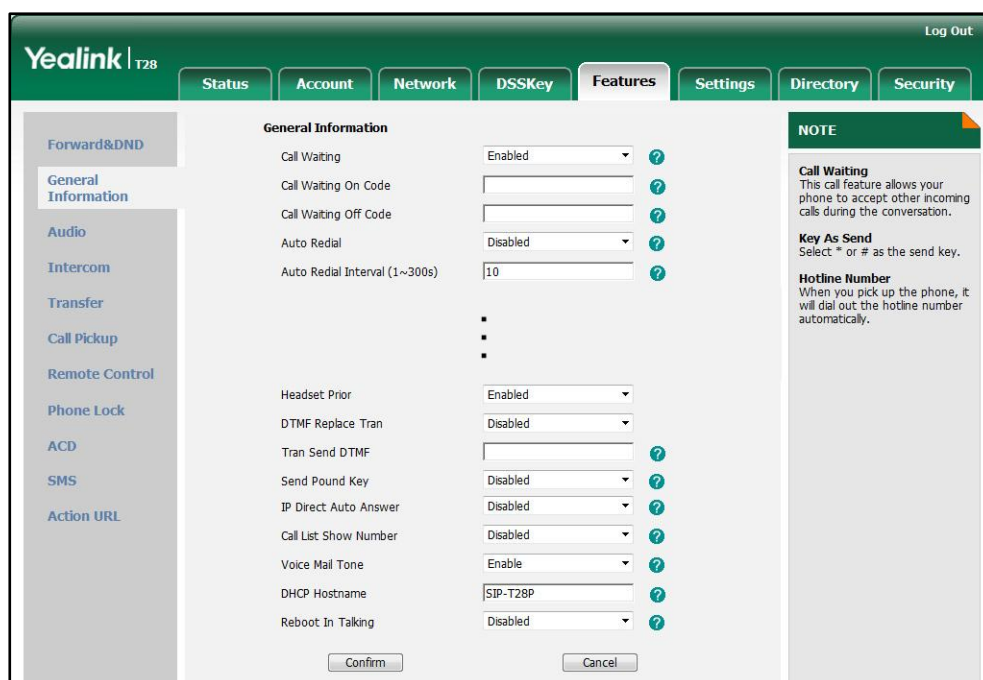 Log Out
Yealink T28
Status Account Network DSSKey Features Settings Directory Security
Forward&DND
General
Information
Audio
Intercom
Transfer
Call Pickup
Remote Control
Phone Lock
ACD
SMS
Action URL
General Information
Call Waiting Enabled ?
Call Waiting On Code ?
Call Waiting Off Code ?
Auto Redial Disabled ?
Auto Redial Interval (1~300s) 10 ?
Headset Prior Enabled
DTMF Replace Tran Disabled
Tran Send DTMF ?
Send Pound Key Disabled ?
IP Direct Auto Answer Disabled ?
Call List Show Number Disabled ?
Voice Mail Tone Enable ?
DHCP Hostname SIP-T28P ?
Reboot In Talking Disabled ?
Confirm Cancel
NOTE
Call Waiting
This call feature allows your
phone to accept other incoming
calls during the conversation.
Key As Send
Select * or # as the send key.
Hotline Number
When you pick up the phone, it
will dial out the hotline number
automatically.